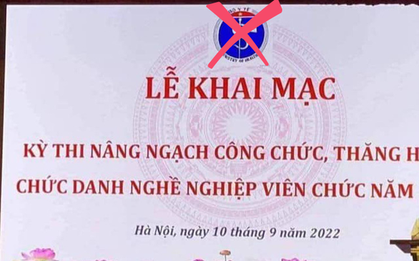 LỄ KHAI MẠC
KỲ THI NÂNG NGẠCH CÔNG CHỨC, THĂNG H
CHỨC DANH NGHỀ NGHIỆP VIÊN CHỨC NĂM
Hà Nội, ngày 10 tháng 9 năm 2022